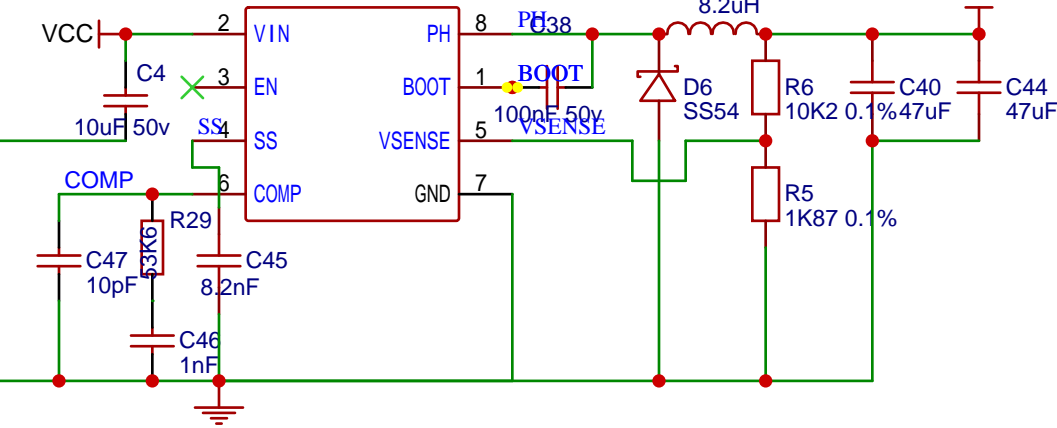 8.2uH
VCC
2
VIN
PH
8
PH
C38
C4
3
EN
BOOT
1
BOOT
D6
R6
C40
C44
10uF 50v
100nF 50v
SS54
10K2 0.1%
47uF
47uF
SS
4
SS
VSENSE
5
VSENSE
COMP
6
COMP
GND
7
R5
1K87 0.1%
R29
53K6
C47
10pF
C45
8.2nF
C46
1nF